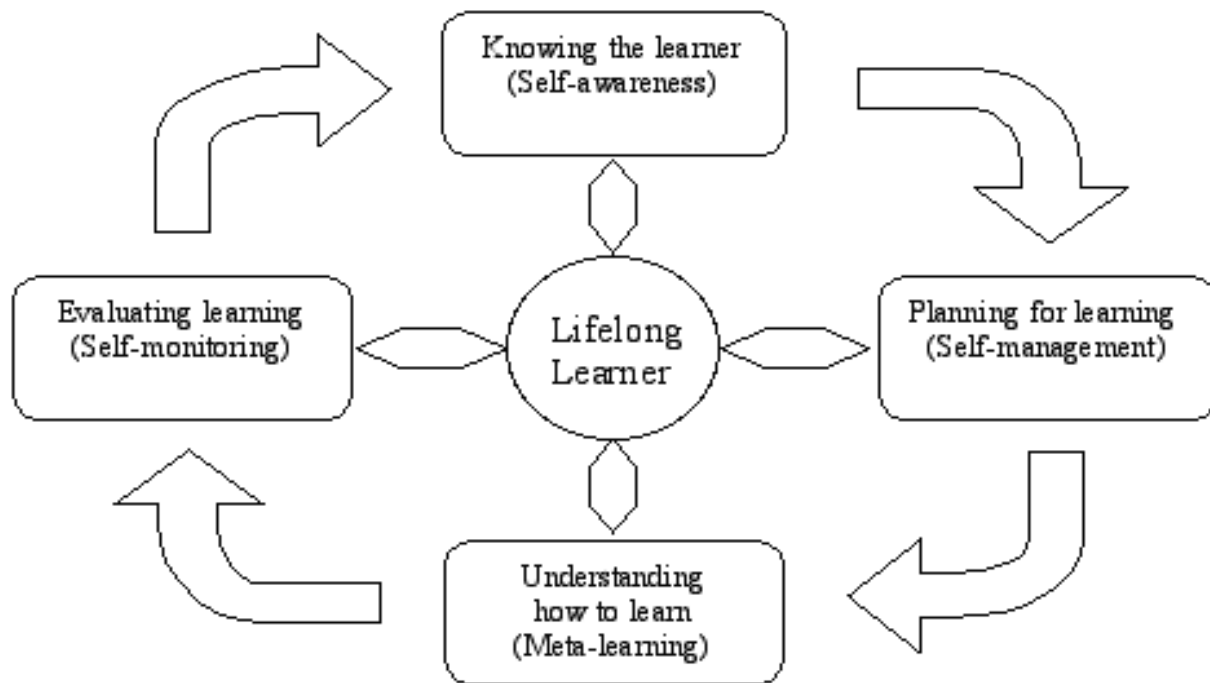 Knowing the learner
(Self-awareness)
Evaluating learning
(Self-monitoring)
Lifelong
Learner
Planning for learning
(Self-management)
Understanding
how to learn
(Meta-learning)